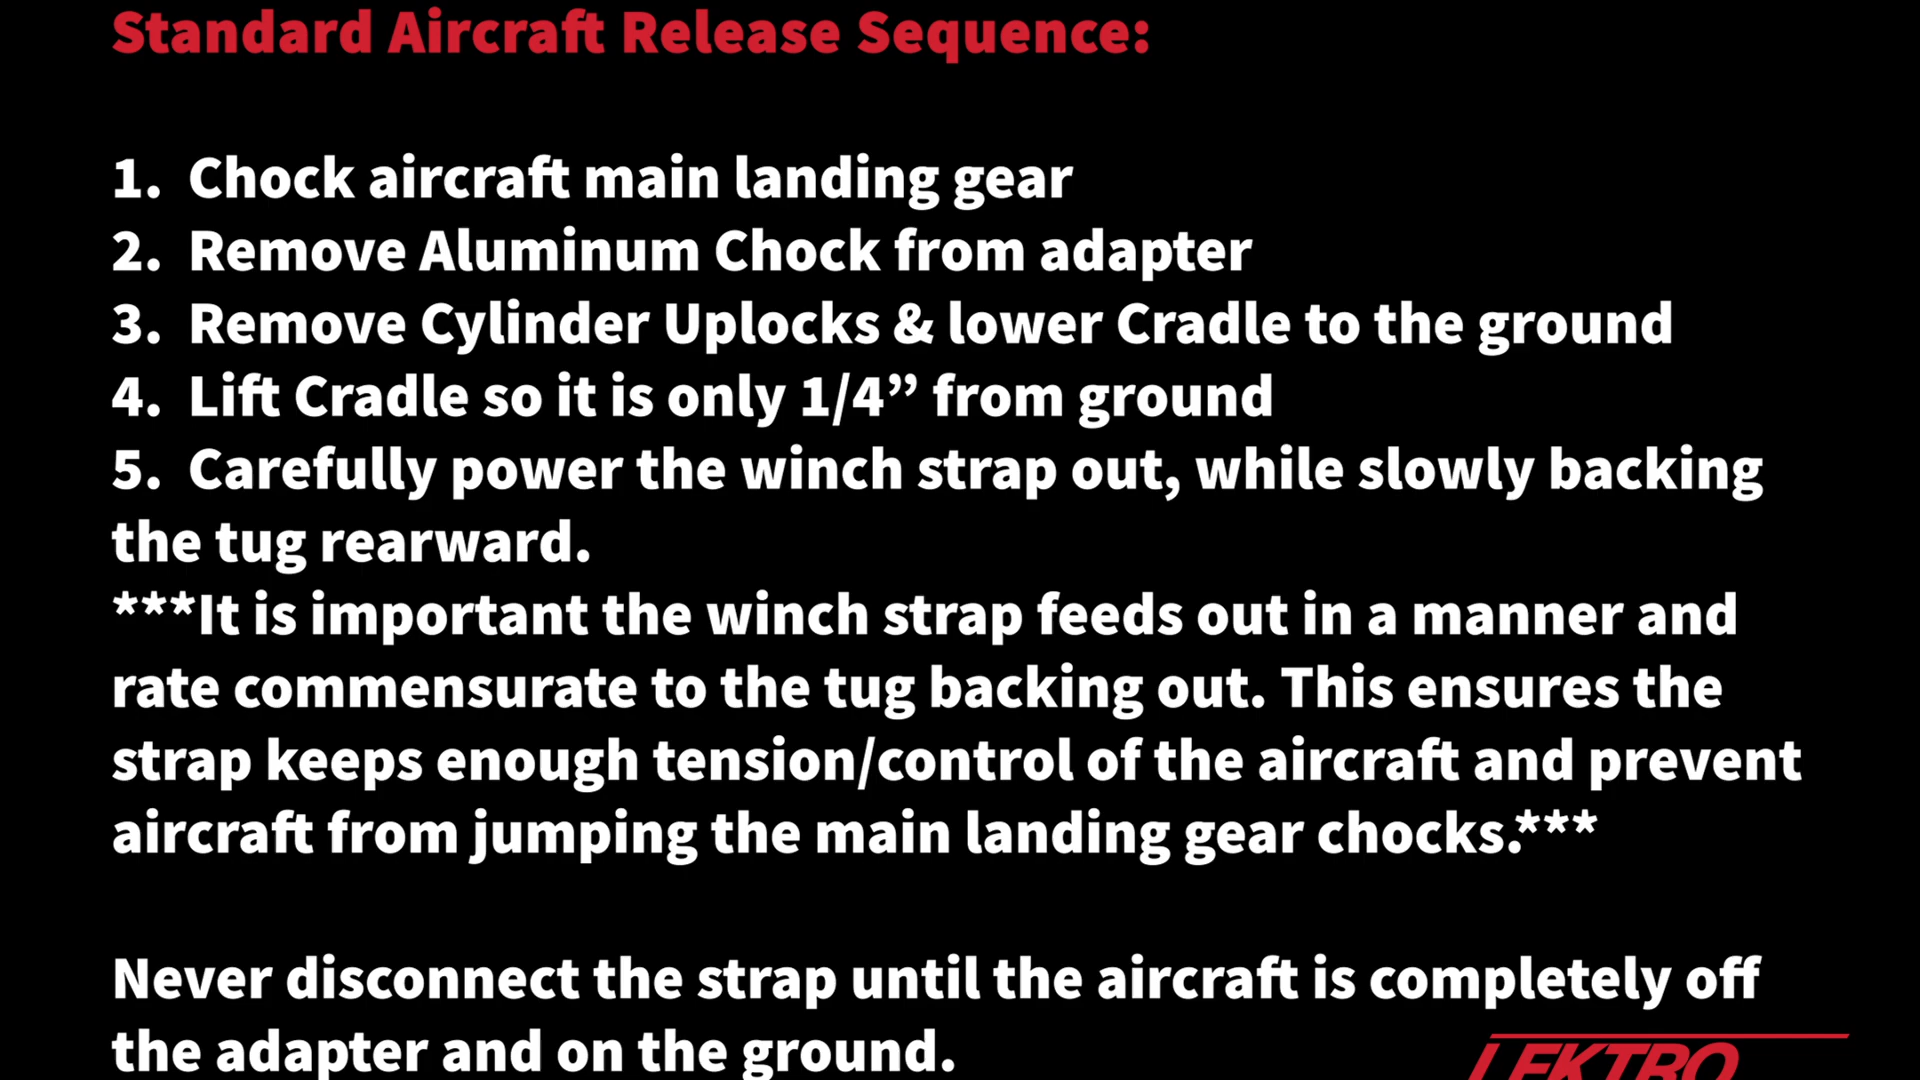 Standard Aircraft Release Sequence:
1. Chock aircraft main landing gear
2. Remove Aluminum Chock from adapter
3. Remove Cylinder Uplocks & lower Cradle to the ground
4. Lift Cradle so it is only 1/4” from ground
5. Carefully power the winch strap out, while slowly backing
the tug rearward.
***It is important the winch strap feeds out in a manner and
rate commensurate to the tug backing out. This ensures the
strap keeps enough tension/control of the aircraft and prevent
aircraft from jumping the main landing gear chocks.***
Never disconnect the strap until the aircraft is completely off
the adapter and on the ground.
LEKTRO